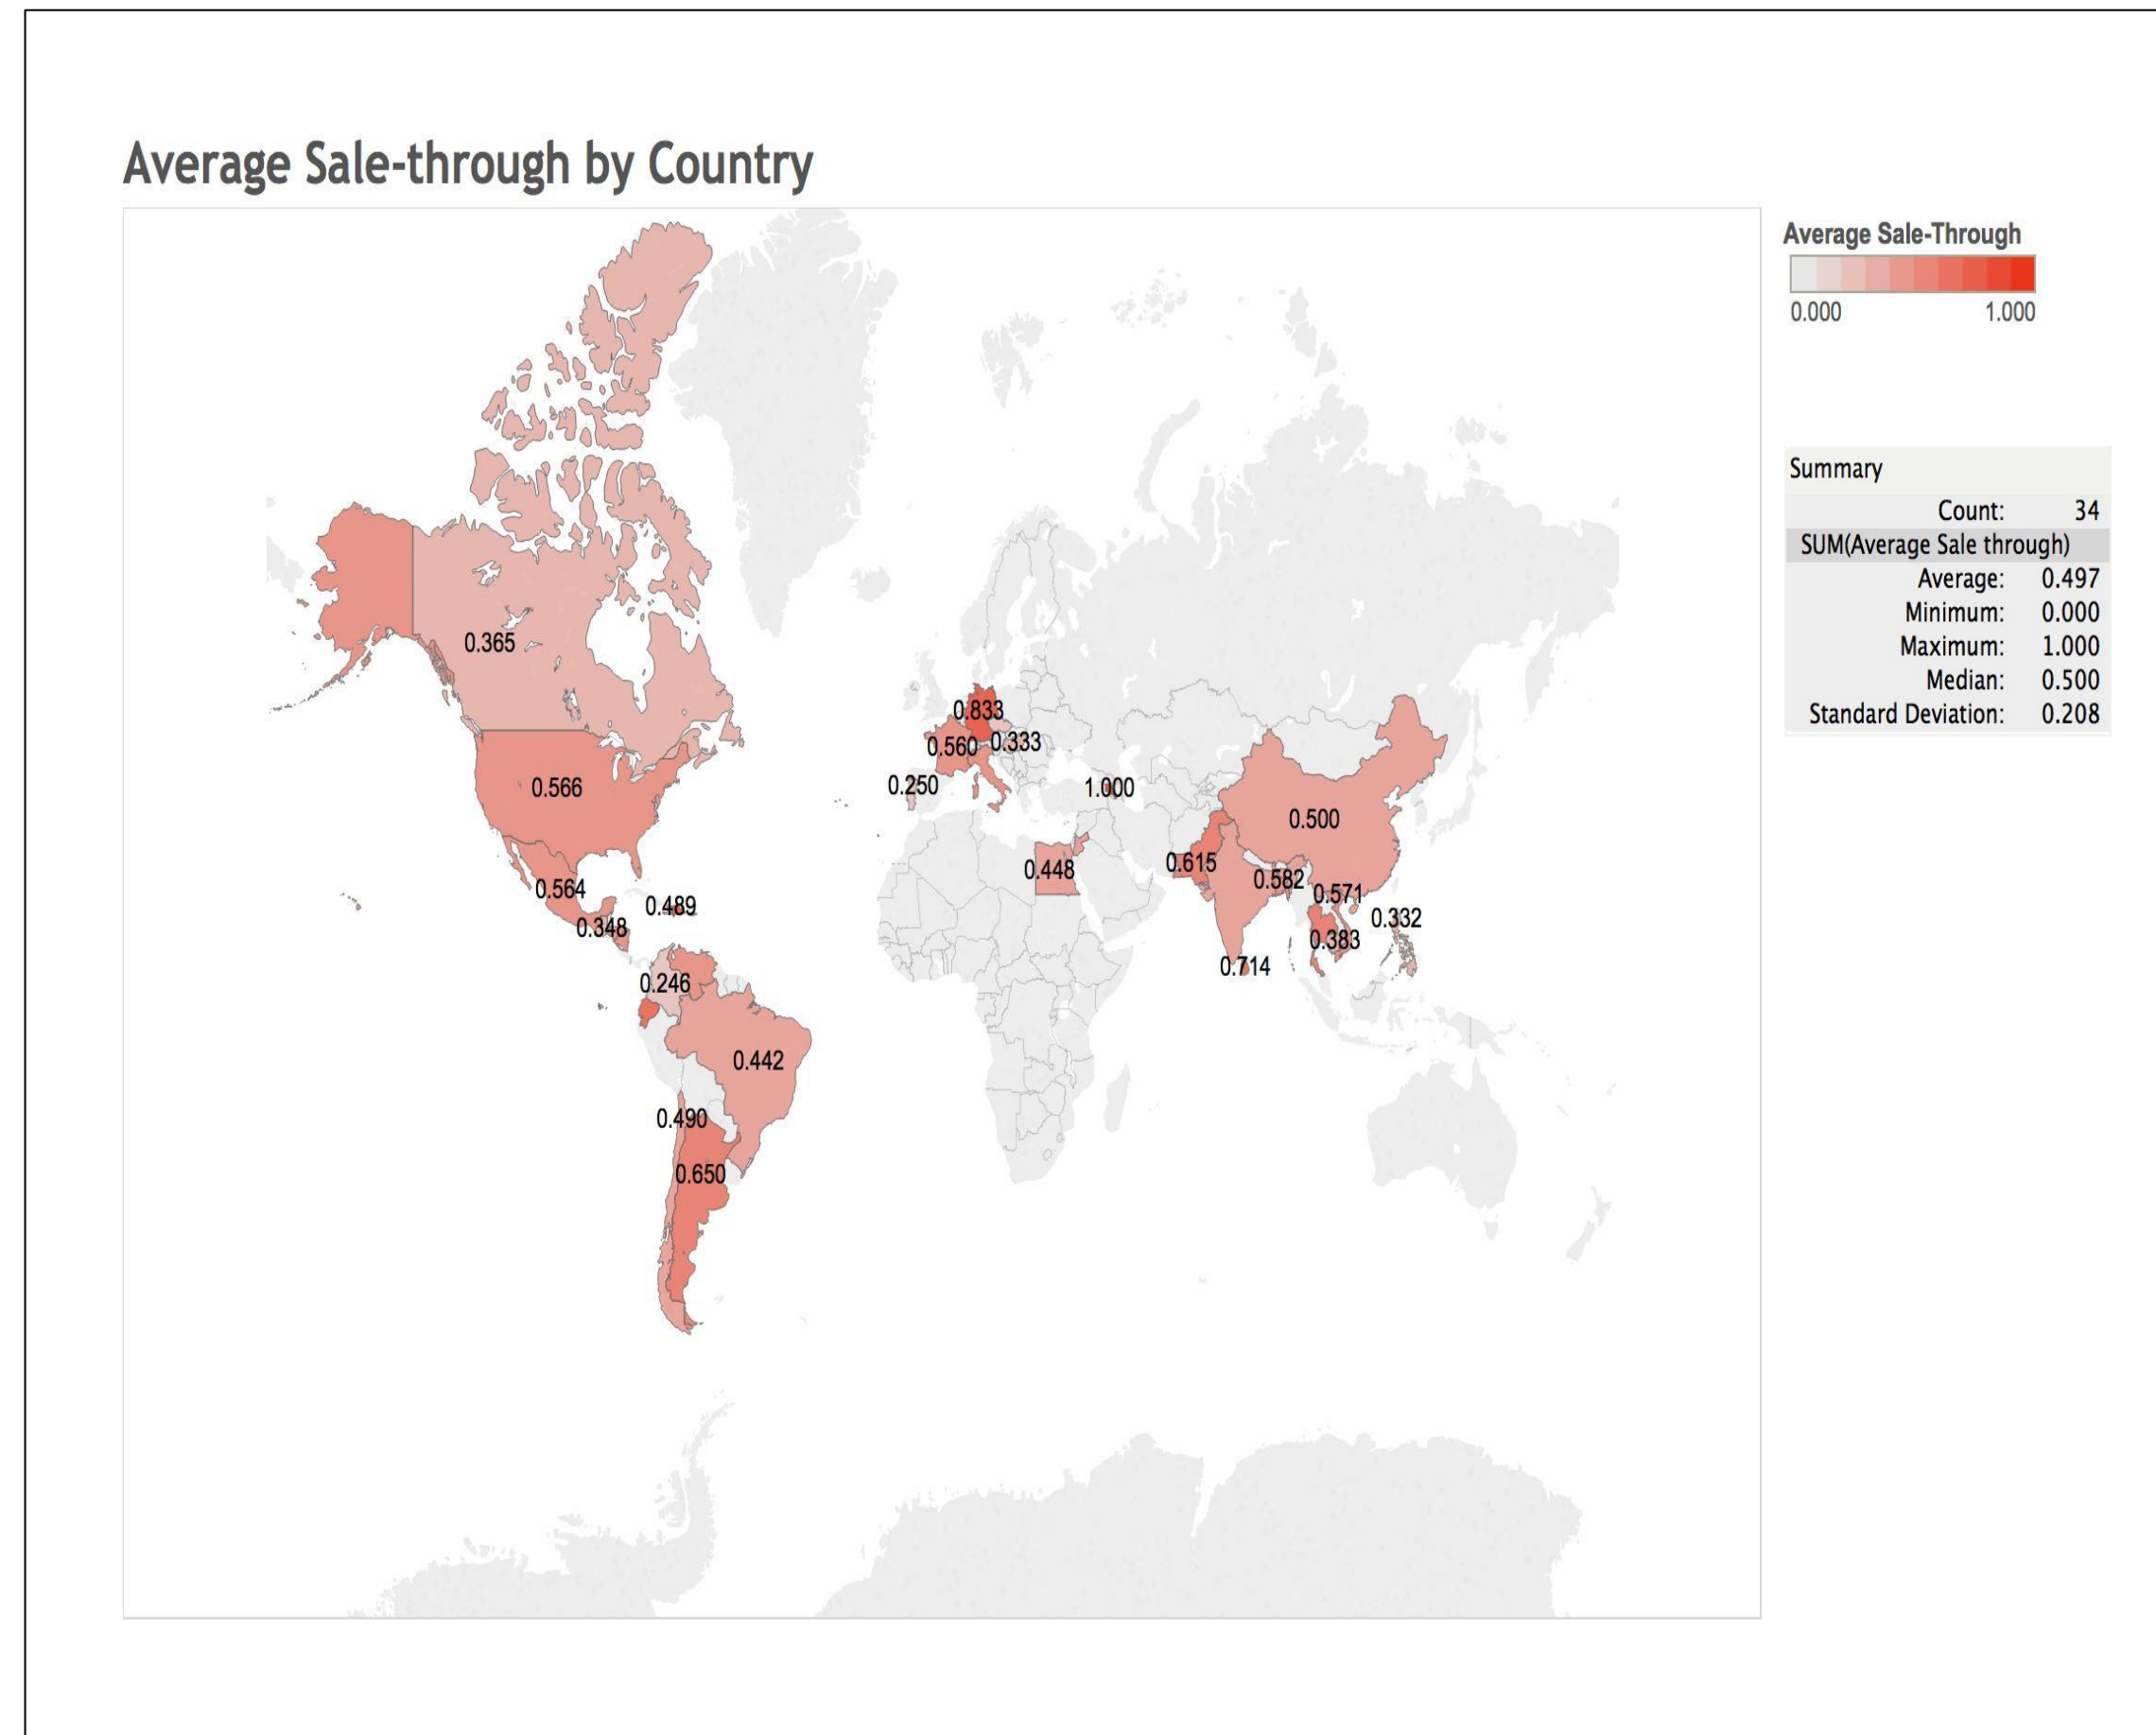 Average Sale-through by Country
Average Sale-Through
0.000 1.000
Summary
Count: 34
SUM(Average Sale through)
Average: 0.497
Minimum: 0.000
Maximum: 1.000
Median: 0.500
Standard Deviation: 0.208
0.365
0.833
0.560 0.333
0.566
0.250
1.000
0.500
0.448
0.615
0.582
0.571
0.564
0.489
0.348
0.332
0.383
0.714
0.246
0.442
0.490
0.650